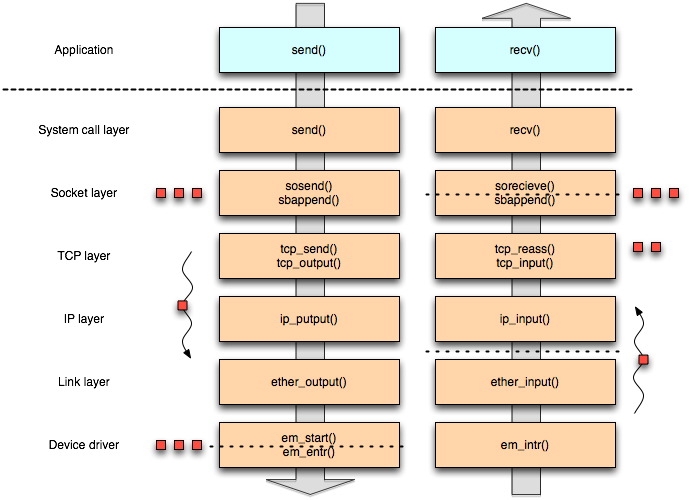 Application
send()
recv()
System call layer
send()
recv()
Socket layer
sosend()
sbappend()
sorecieve()
sbappend()
TCP layer
tcp_send()
tcp_output()
tcp_reass()
tcp_input()
IP layer
ip_putput()
ip_input()
Link layer
ether_output()
ether_input()
Device driver
em_start()
em_entr()
em_intr()